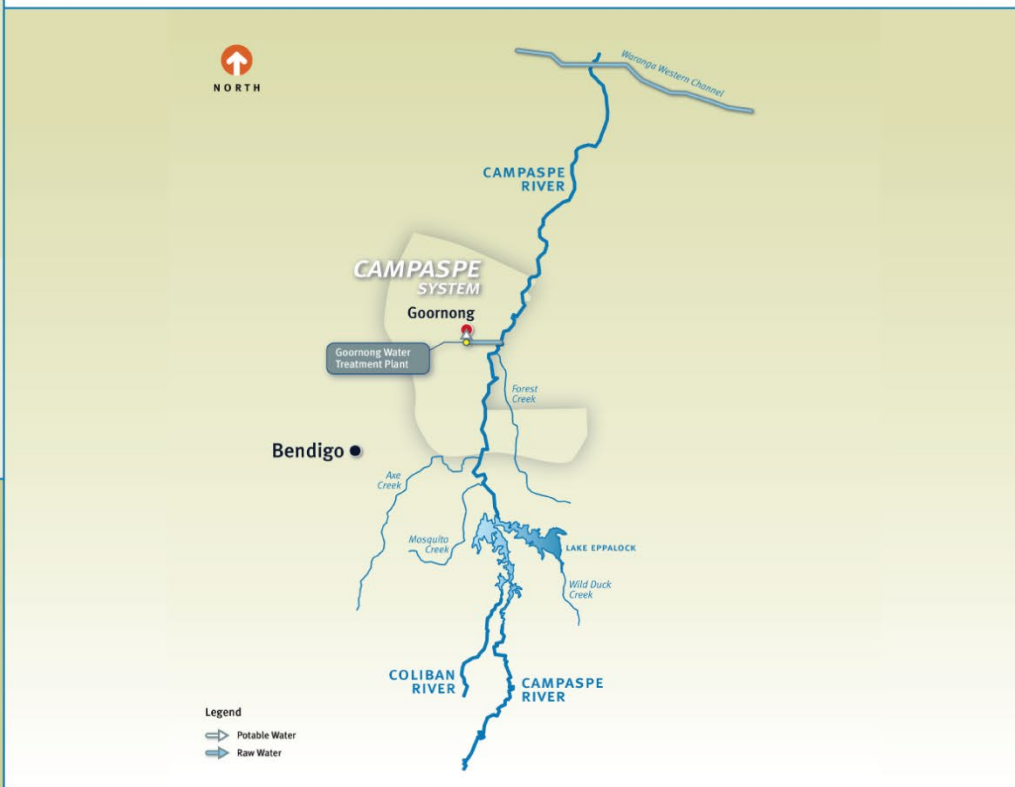 NORTH
Waranga Western Channel
CAMPASPE
RIVER
CAMPASPE
SYSTEM
Goornong
Goornong Water
Treatment Plant
Forest
Creek
Bendigo
Axe
Creek
Mosquito
Creek
LAKE EPPALOCK
Wild Duck
Creek
COLIBAN
RIVER
CAMPASPE
RIVER
Legend
Potable Water
Raw Water